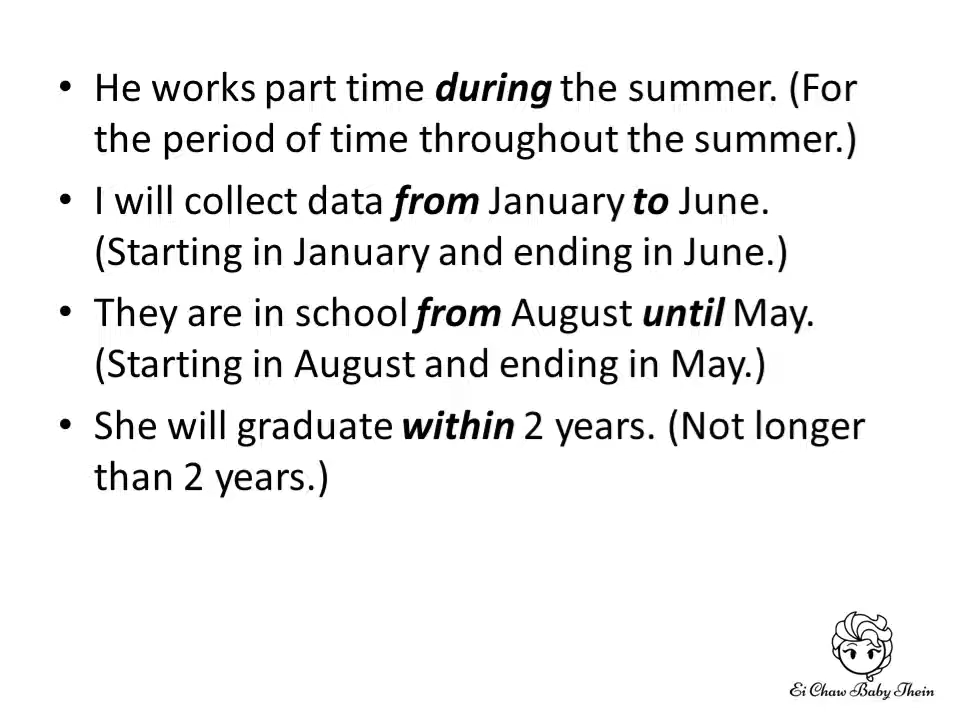 • He works part time during the summer. (For
the period of time throughout the summer.)
• I will collect data from January to June.
(Starting in January and ending in June.)
• They are in school from August until May.
(Starting in August and ending in May.)
• She will graduate within 2 years. (Not longer
than 2 years.)
Ei Chaw Baby Thein